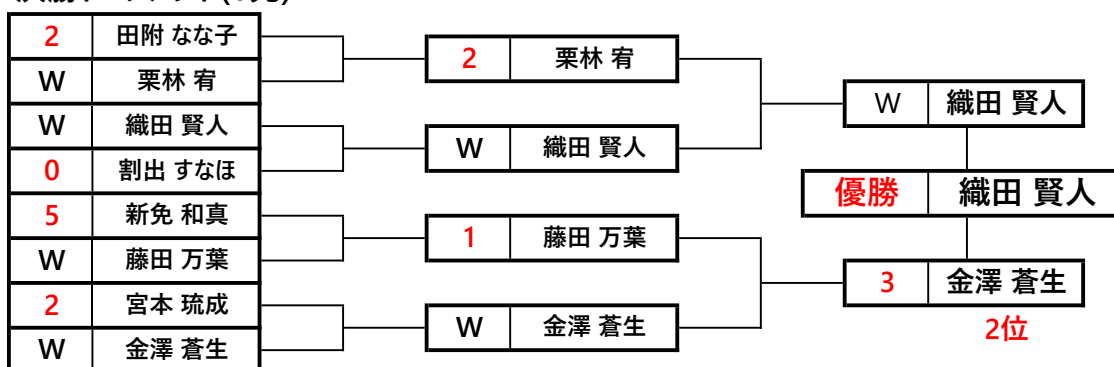 2 田附 なな子
W 栗林 宥
W 織田 賢人
0 割出 すなほ
5 新免 和真
W 藤田 万葉
2 宮本 琉成
W 金澤 蒼生
2 栗林 宥
W 織田 賢人
1 藤田 万葉
W 金澤 蒼生
W 織田 賢人
優勝 織田 賢人
3 金澤 蒼生
2位